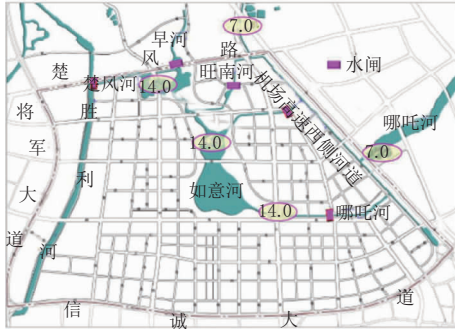 7.0
早河
风
路
楚
旺南河
水闸
楚风河
14.0
机场高速西侧河道
将
胜
哪吒河
军
14.0
7.0
大
利
如意河
14.0
哪吒河
道
河
信
诚
大
道